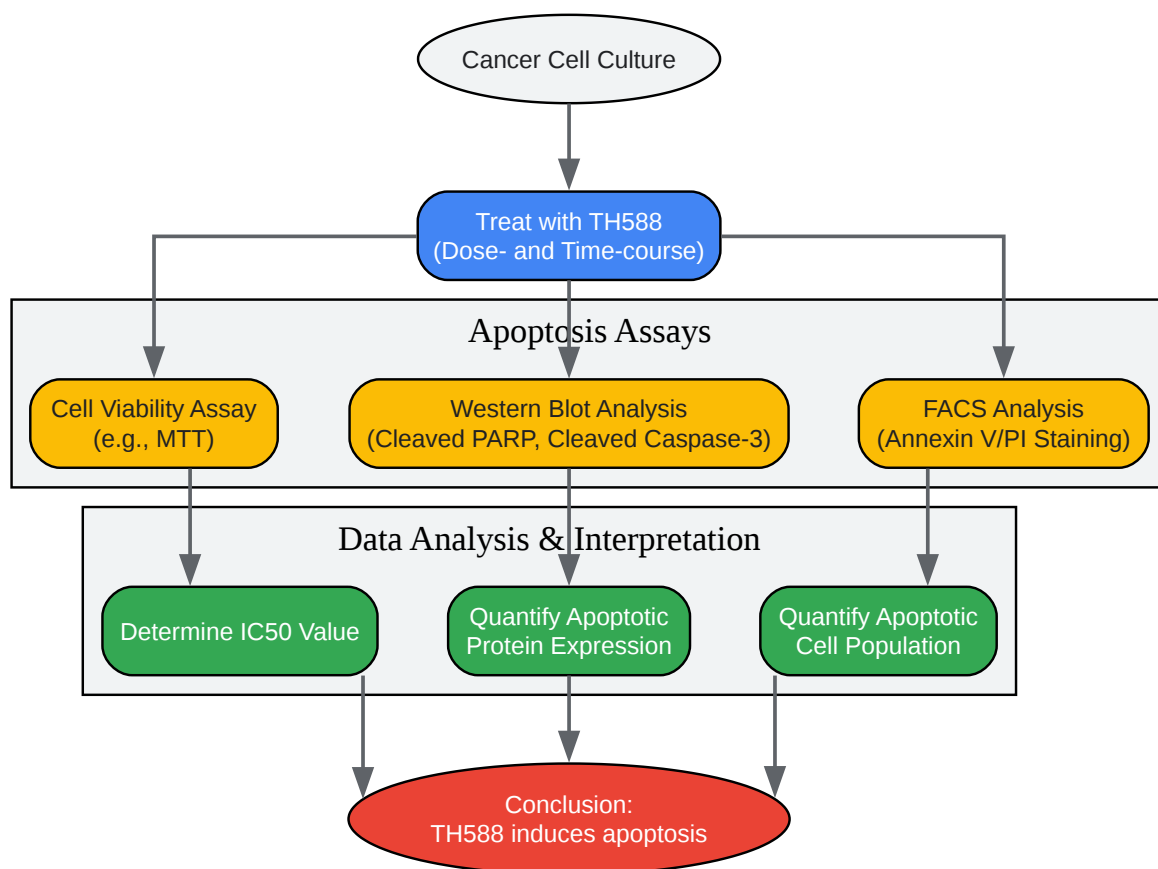 Cancer Cell Culture
Treat with TH588
(Dose- and Time-course)
Apoptosis Assays
Cell Viability Assay
(e.g., MTT)
Western Blot Analysis
(Cleaved PARP, Cleaved Caspase-3)
FACS Analysis
(Annexin V/PI Staining)
Data Analysis & Interpretation
Determine IC50 Value
Quantify Apoptotic
Protein Expression
Quantify Apoptotic
Cell Population
Conclusion:
TH588 induces apoptosis